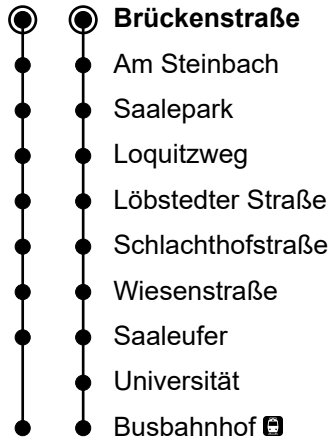 Brückenstraße
Am Steinbach
Saalepark
Loquitzweg
Löbstedter Straße
Schlachthofstraße
Wiesenstraße
Saaleufer
Universität
Busbahnhof